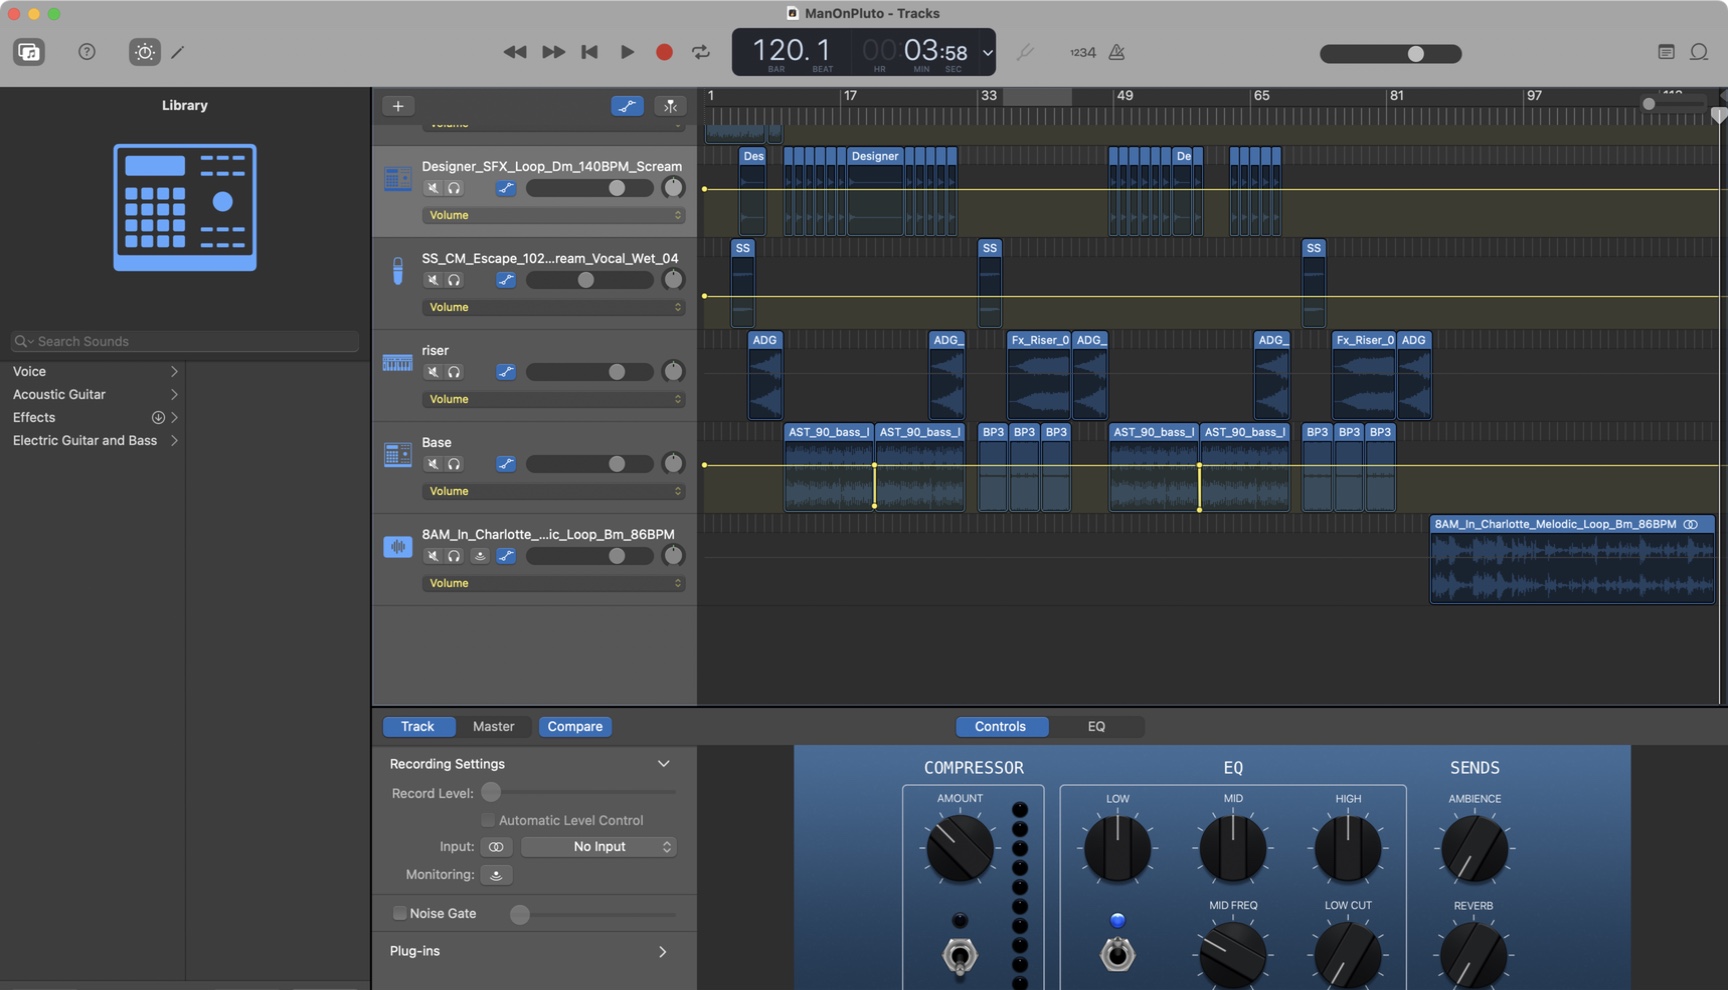 ManOnPluto - Tracks
120.1
00:03:58
BAR
BEAT
HR
MIN
SEC
1234
Library
Search Sounds
Voice
Acoustic Guitar
Effects
Electric Guitar and Bass
1
17
33
49
65
81
97
113
Volume
Designer_SFX_Loop_Dm_140BPM_Scream
Volume
Des
Designer
De
SS_CM_Escape_102...ream_Vocal_Wet_04
Volume
SS
SS
SS
riser
Volume
ADG
ADG_
Fx_Riser_0
ADG_
ADG_
Fx_Riser_0
ADG
Base
Volume
AST_90_bass_l
AST_90_bass_l
BP3
BP3
BP3
AST_90_bass_l
AST_90_bass_l
BP3
BP3
BP3
8AM_In_Charlotte_...ic_Loop_Bm_86BPM
Volume
8AM_In_Charlotte_Melodic_Loop_Bm_86BPM
Track
Master
Compare
Controls
EQ
Recording Settings
Record Level:
Automatic Level Control
Input:
No Input
Monitoring:
Noise Gate
Plug-ins
COMPRESSOR
AMOUNT
EQ
LOW
MID
HIGH
MID FREQ
LOW CUT
SENDS
AMBIENCE
REVERB